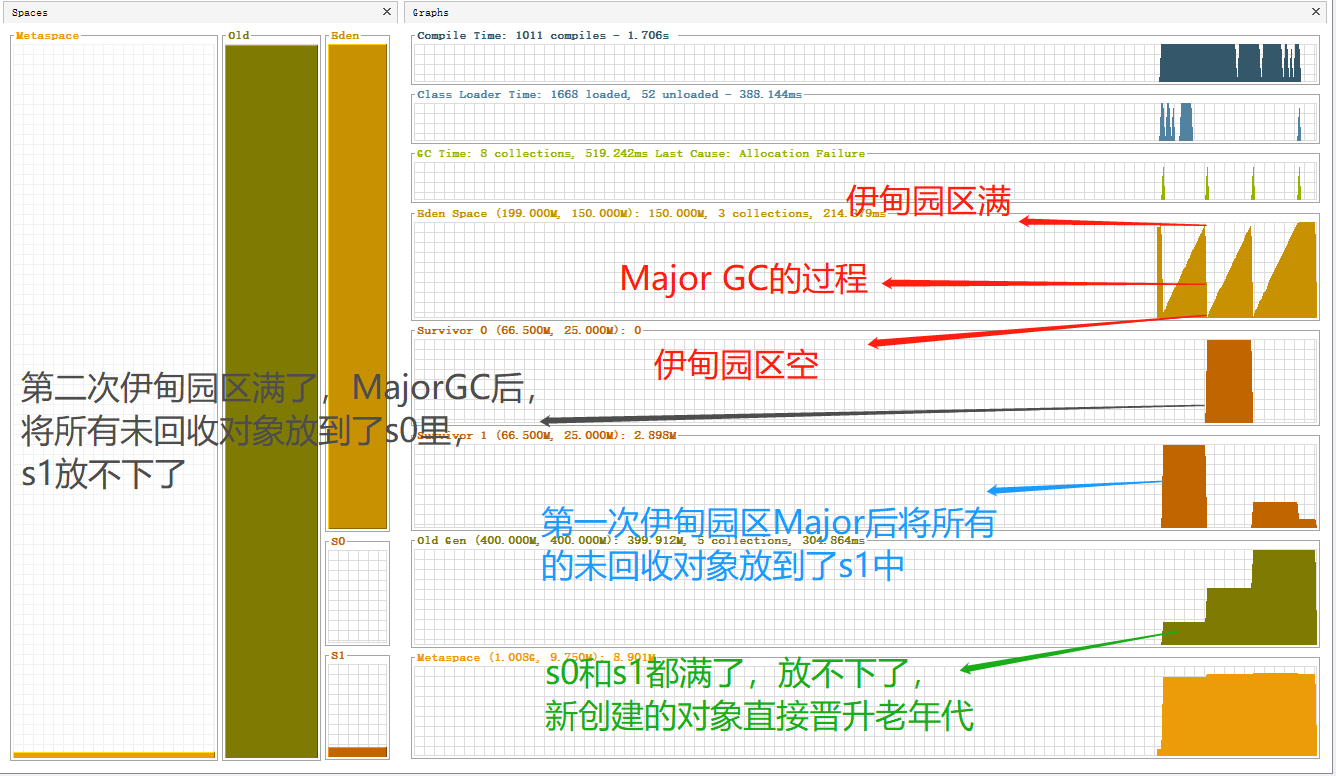 Spaces
Graphs
Metaspace
Old
Eden
S0
S1
Compile Time: 1011 compiles - 1.706s
Class Loader Time: 1668 loaded, 52 unloaded - 388.144ms
GC Time: 8 collections, 519.242ms Last Cause: Allocation Failure
伊甸园区满
Eden Space (199.000M, 150.000M): 150.000M, 3 collections,
Major GC的过程
Survivor 0 (66.500M, 25.000M): 0
伊甸园区空
第二次伊甸园区满了，MajorGC后，
将所有未回收对象放到了s0里，
s1放不下了
Survivor 1 (66.500M, 25.000M): 2.898M
第一次伊甸园区Major后将所有
的未回收对象放到了s1中
Old Gen (400.000M, 400.000M): 399.912M, 5 collections, 304.864ms
Metaspace (1.008G, 9.750M): 8.901M
s0和s1都满了，放不下了，
新创建的对象直接晋升老年代